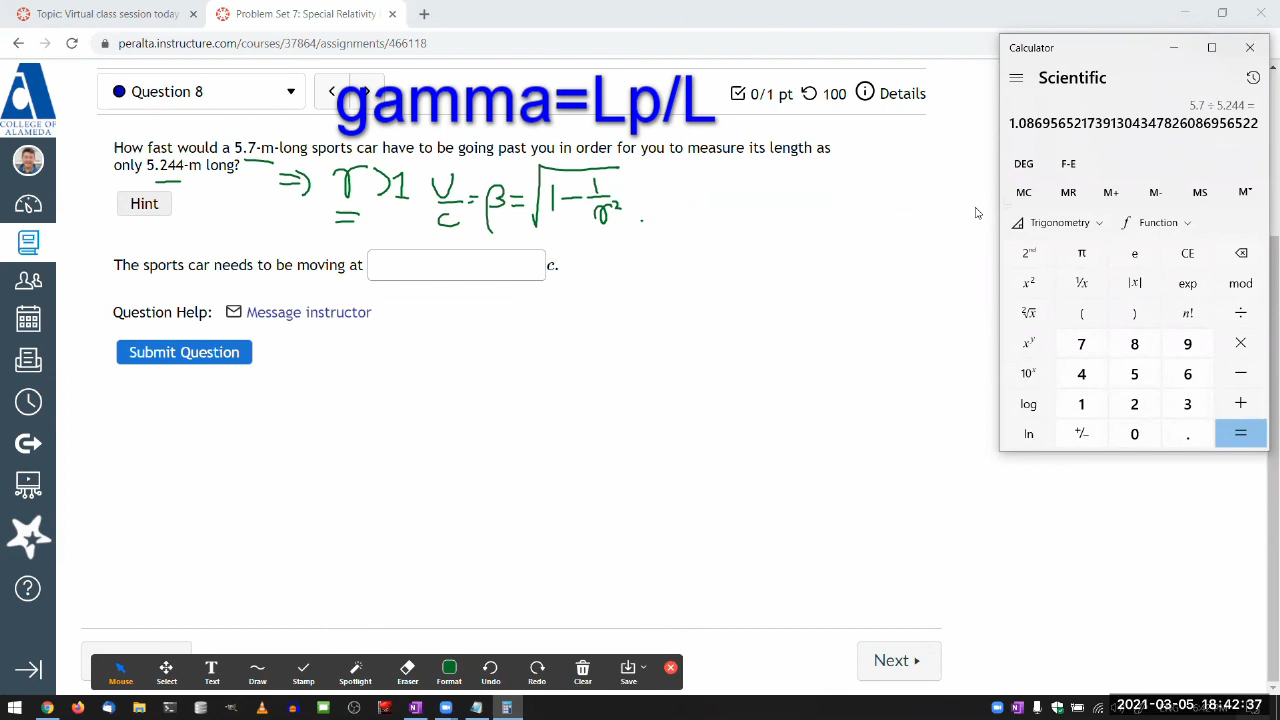 Topic: Virtual class session today
Problem Set 7: Special Relativity
peralta.instructure.com/courses/37864/assignments/466118
COLLEGE OF
ALAMEDA
Question 8
gamma=Lp/L
0/1 pt
100
Details
How fast would a 5.7-m-long sports car have to be going past you in order for you to measure its length as
only 5.244-m long?
⇒ γ >1 v/c = β = √(1 - 1/γ²)
Hint
The sports car needs to be moving at
c.
Question Help:
Message instructor
Submit Question
Next
Mouse
Select
Text
Draw
Stamp
Spotlight
Eraser
Format
Undo
Redo
Clear
Save
Calculator
Scientific
5.7 ÷ 5.244 =
1.0869565217391304347826086956522
DEG
F-E
MC
MR
M+
M-
MS
M˅
Trigonometry
f
Function
2ⁿᵈ
π
e
CE
x²
¹⁄x
|x|
exp
mod
²√x
(
)
n!
÷
xʸ
7
8
9
×
10ˣ
4
5
6
−
log
1
2
3
+
ln
+/−
0
.
=
2021-03-05 18:42:37